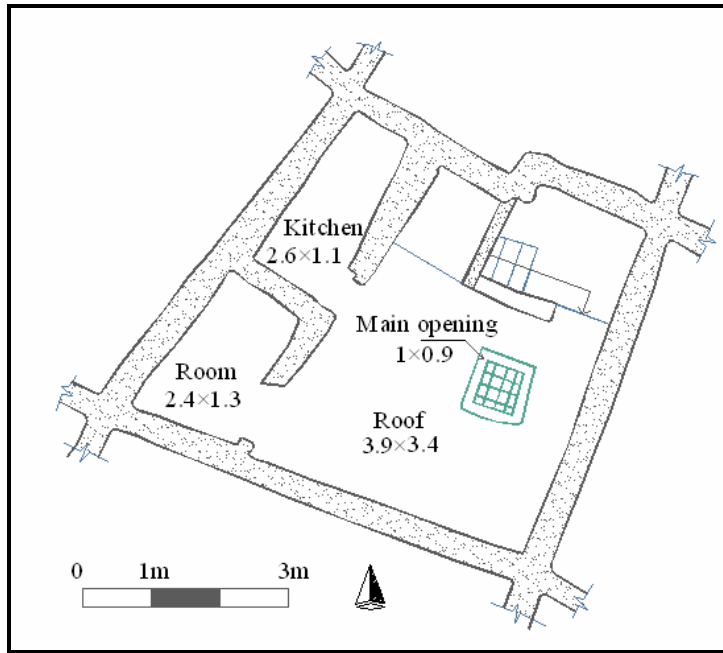 Kitchen
2.6×1.1
Main opening
1×0.9
Room
2.4×1.3
Roof
3.9×3.4
0 1m 3m